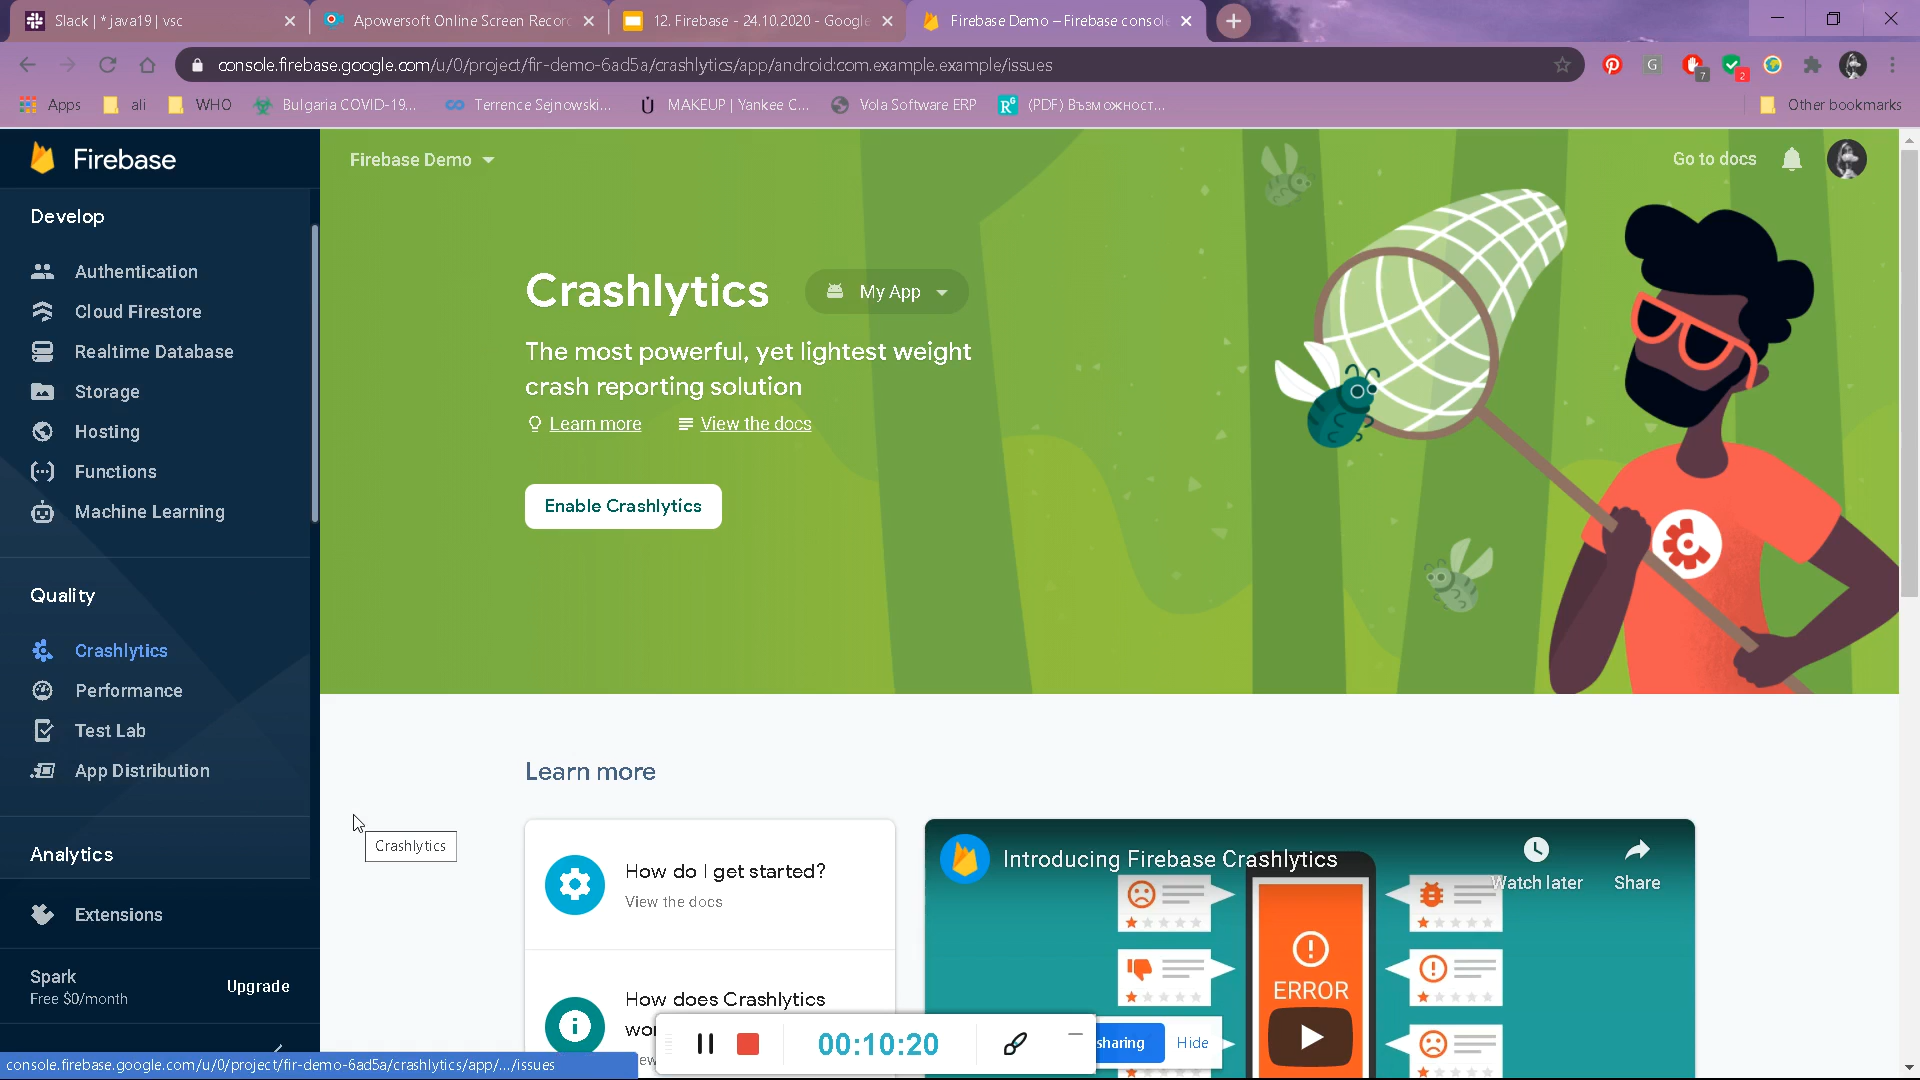 Slack | * java19 | vsc
Apowersoft Online Screen Recor
12. Firebase - 24.10.2020 - Google
Firebase Demo – Firebase console
console.firebase.google.com/u/0/project/fir-demo-6ad5a/crashlytics/app/android:com.example.example/issues
G
7
2
Apps
ali
WHO
Bulgaria COVID-19...
Terrence Sejnowski...
MAKEUP | Yankee C...
Vola Software ERP
(PDF) Възможност...
Other bookmarks
Firebase
Firebase Demo
Go to docs
Develop
Authentication
Cloud Firestore
Realtime Database
Storage
Hosting
Functions
Machine Learning
Quality
Crashlytics
Performance
Test Lab
App Distribution
Analytics
Extensions
Spark
Free $0/month
Upgrade
Crashlytics
My App
The most powerful, yet lightest weight
crash reporting solution
Learn more
View the docs
Enable Crashlytics
Learn more
Crashlytics
How do I get started?
View the docs
How does Crashlytics
Introducing Firebase Crashlytics
Watch later
Share
ERROR
00:10:20
sharing
Hide
console.firebase.google.com/u/0/project/fir-demo-6ad5a/crashlytics/app/.../issues